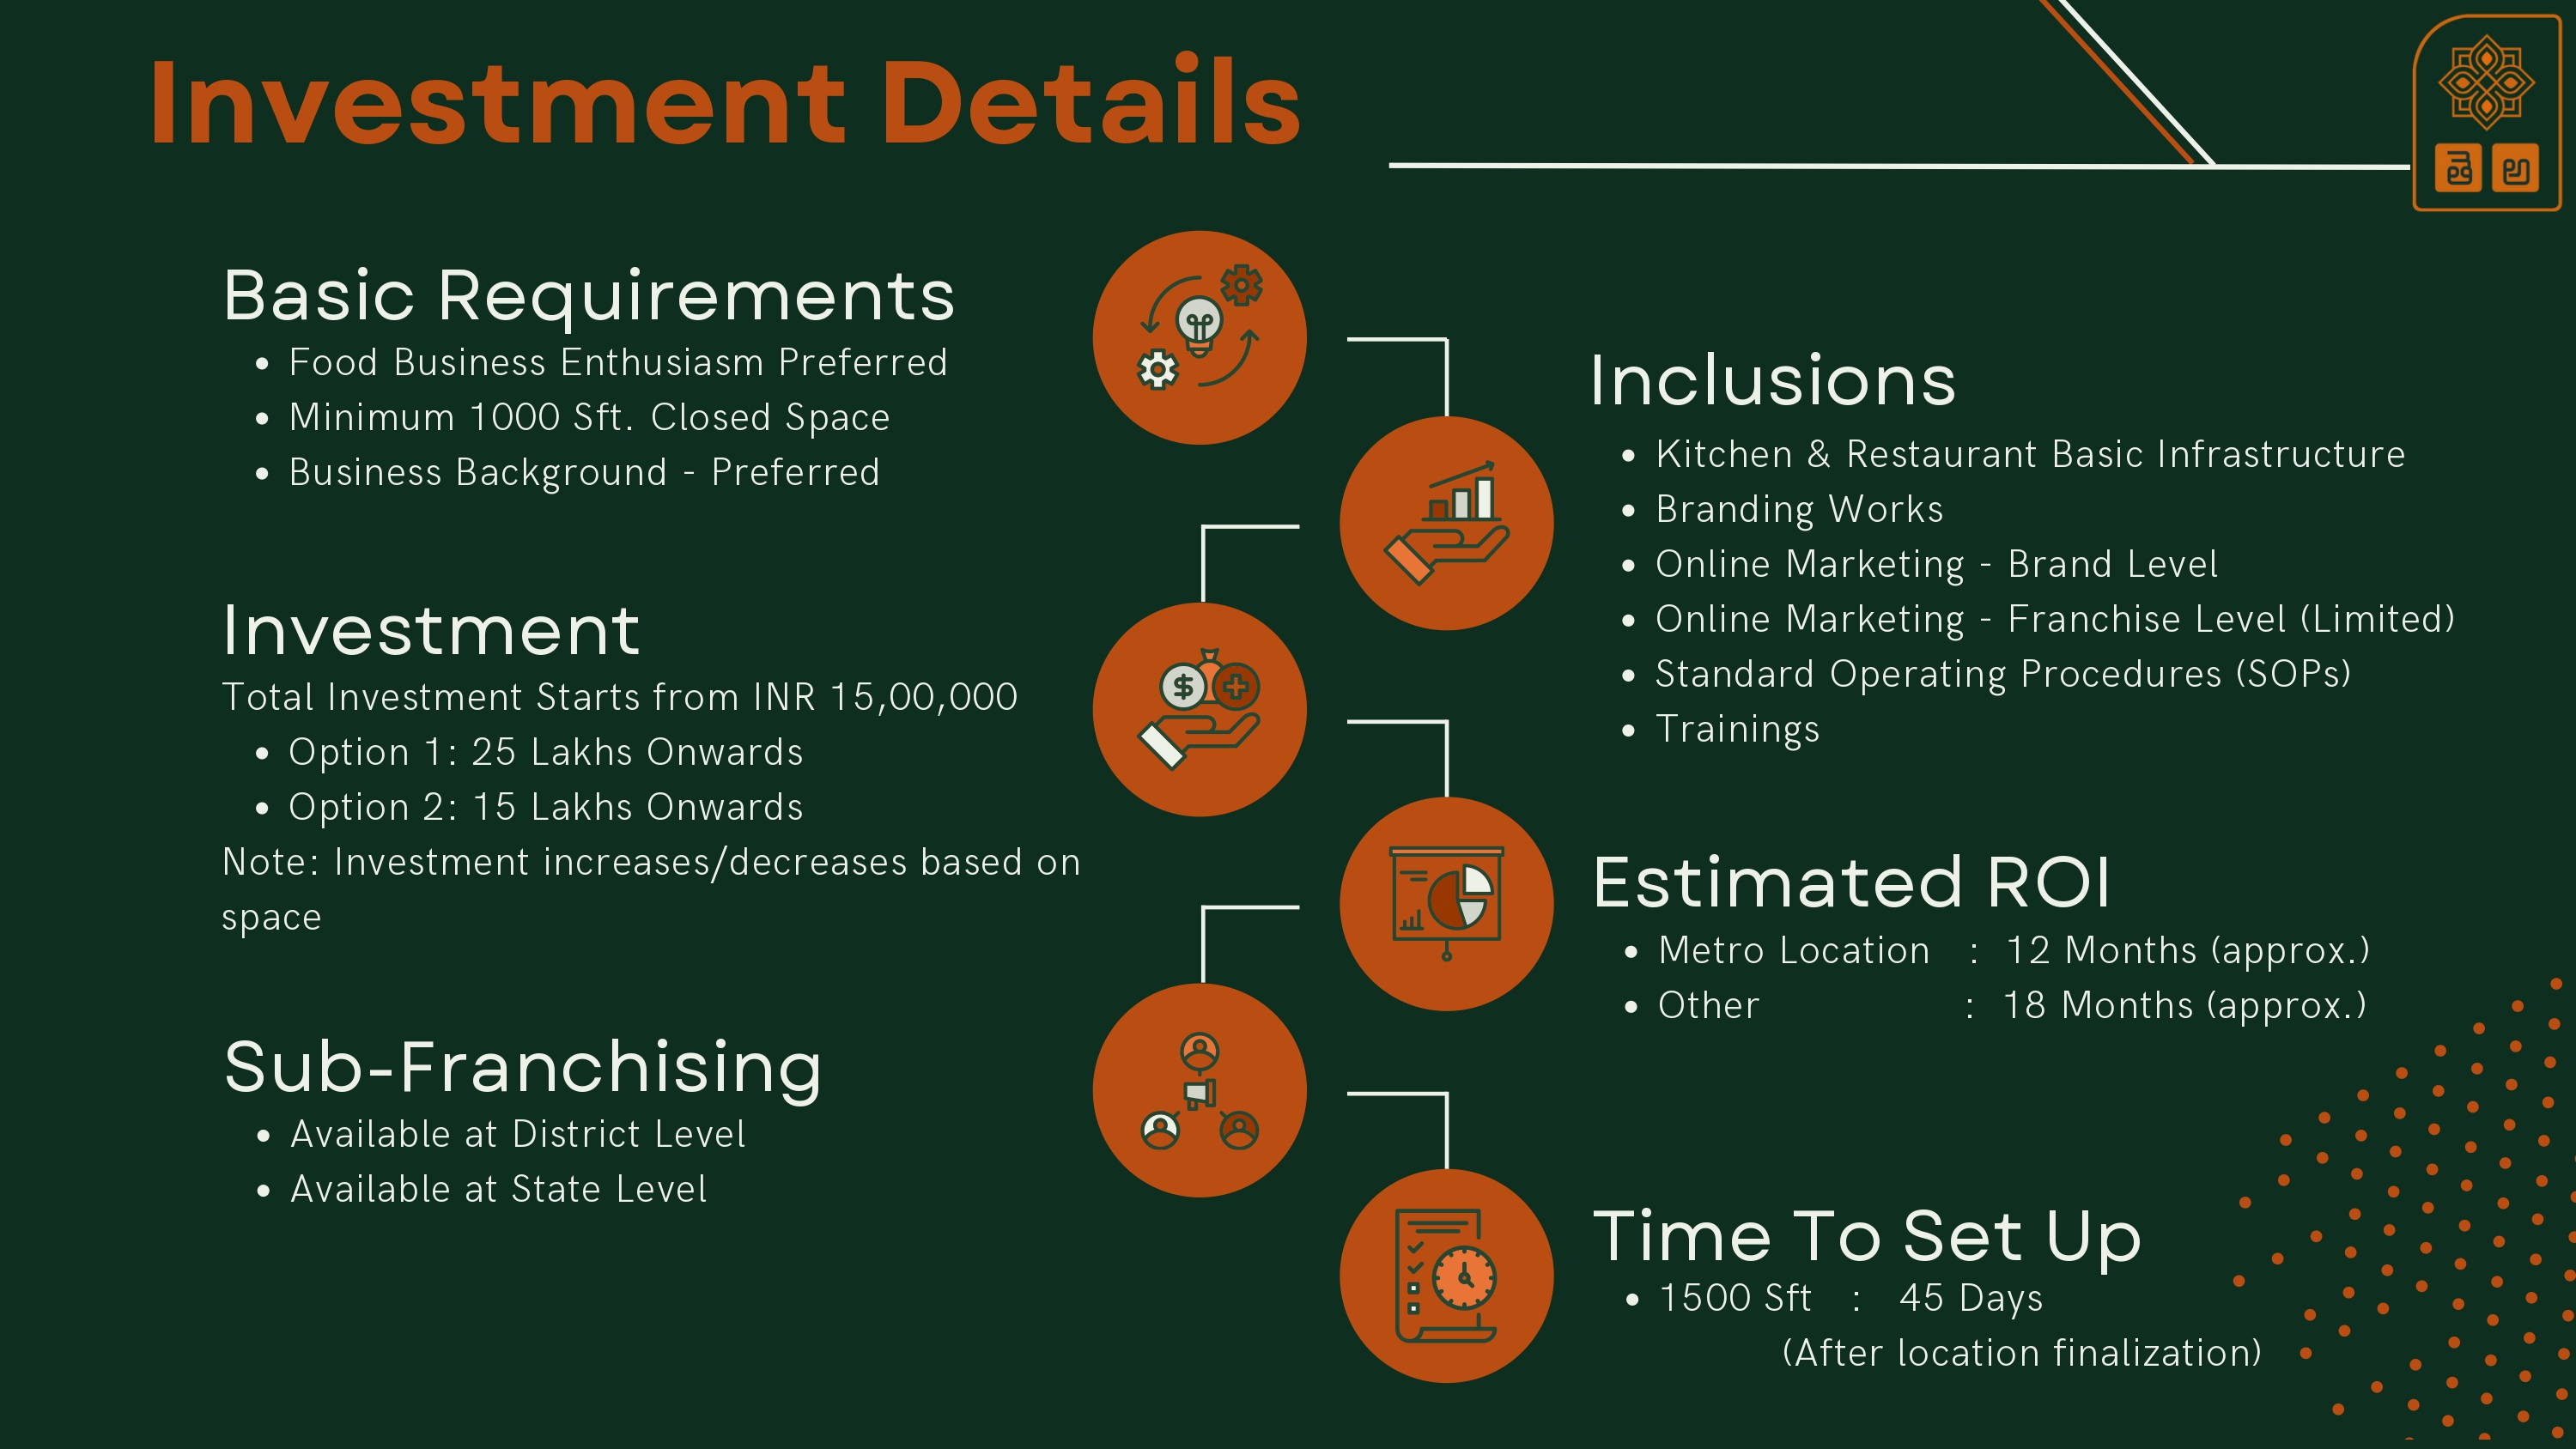 Investment Details
Basic Requirements
• Food Business Enthusiasm Preferred
• Minimum 1000 Sft. Closed Space
• Business Background - Preferred
Inclusions
• Kitchen & Restaurant Basic Infrastructure
• Branding Works
• Online Marketing - Brand Level
• Online Marketing - Franchise Level (Limited)
• Standard Operating Procedures (SOPs)
• Trainings
Investment
Total Investment Starts from INR 15,00,000
• Option 1: 25 Lakhs Onwards
• Option 2: 15 Lakhs Onwards
Note: Investment increases/decreases based on
space
Estimated ROI
• Metro Location : 12 Months (approx.)
• Other : 18 Months (approx.)
Sub-Franchising
• Available at District Level
• Available at State Level
Time To Set Up
• 1500 Sft : 45 Days
(After location finalization)